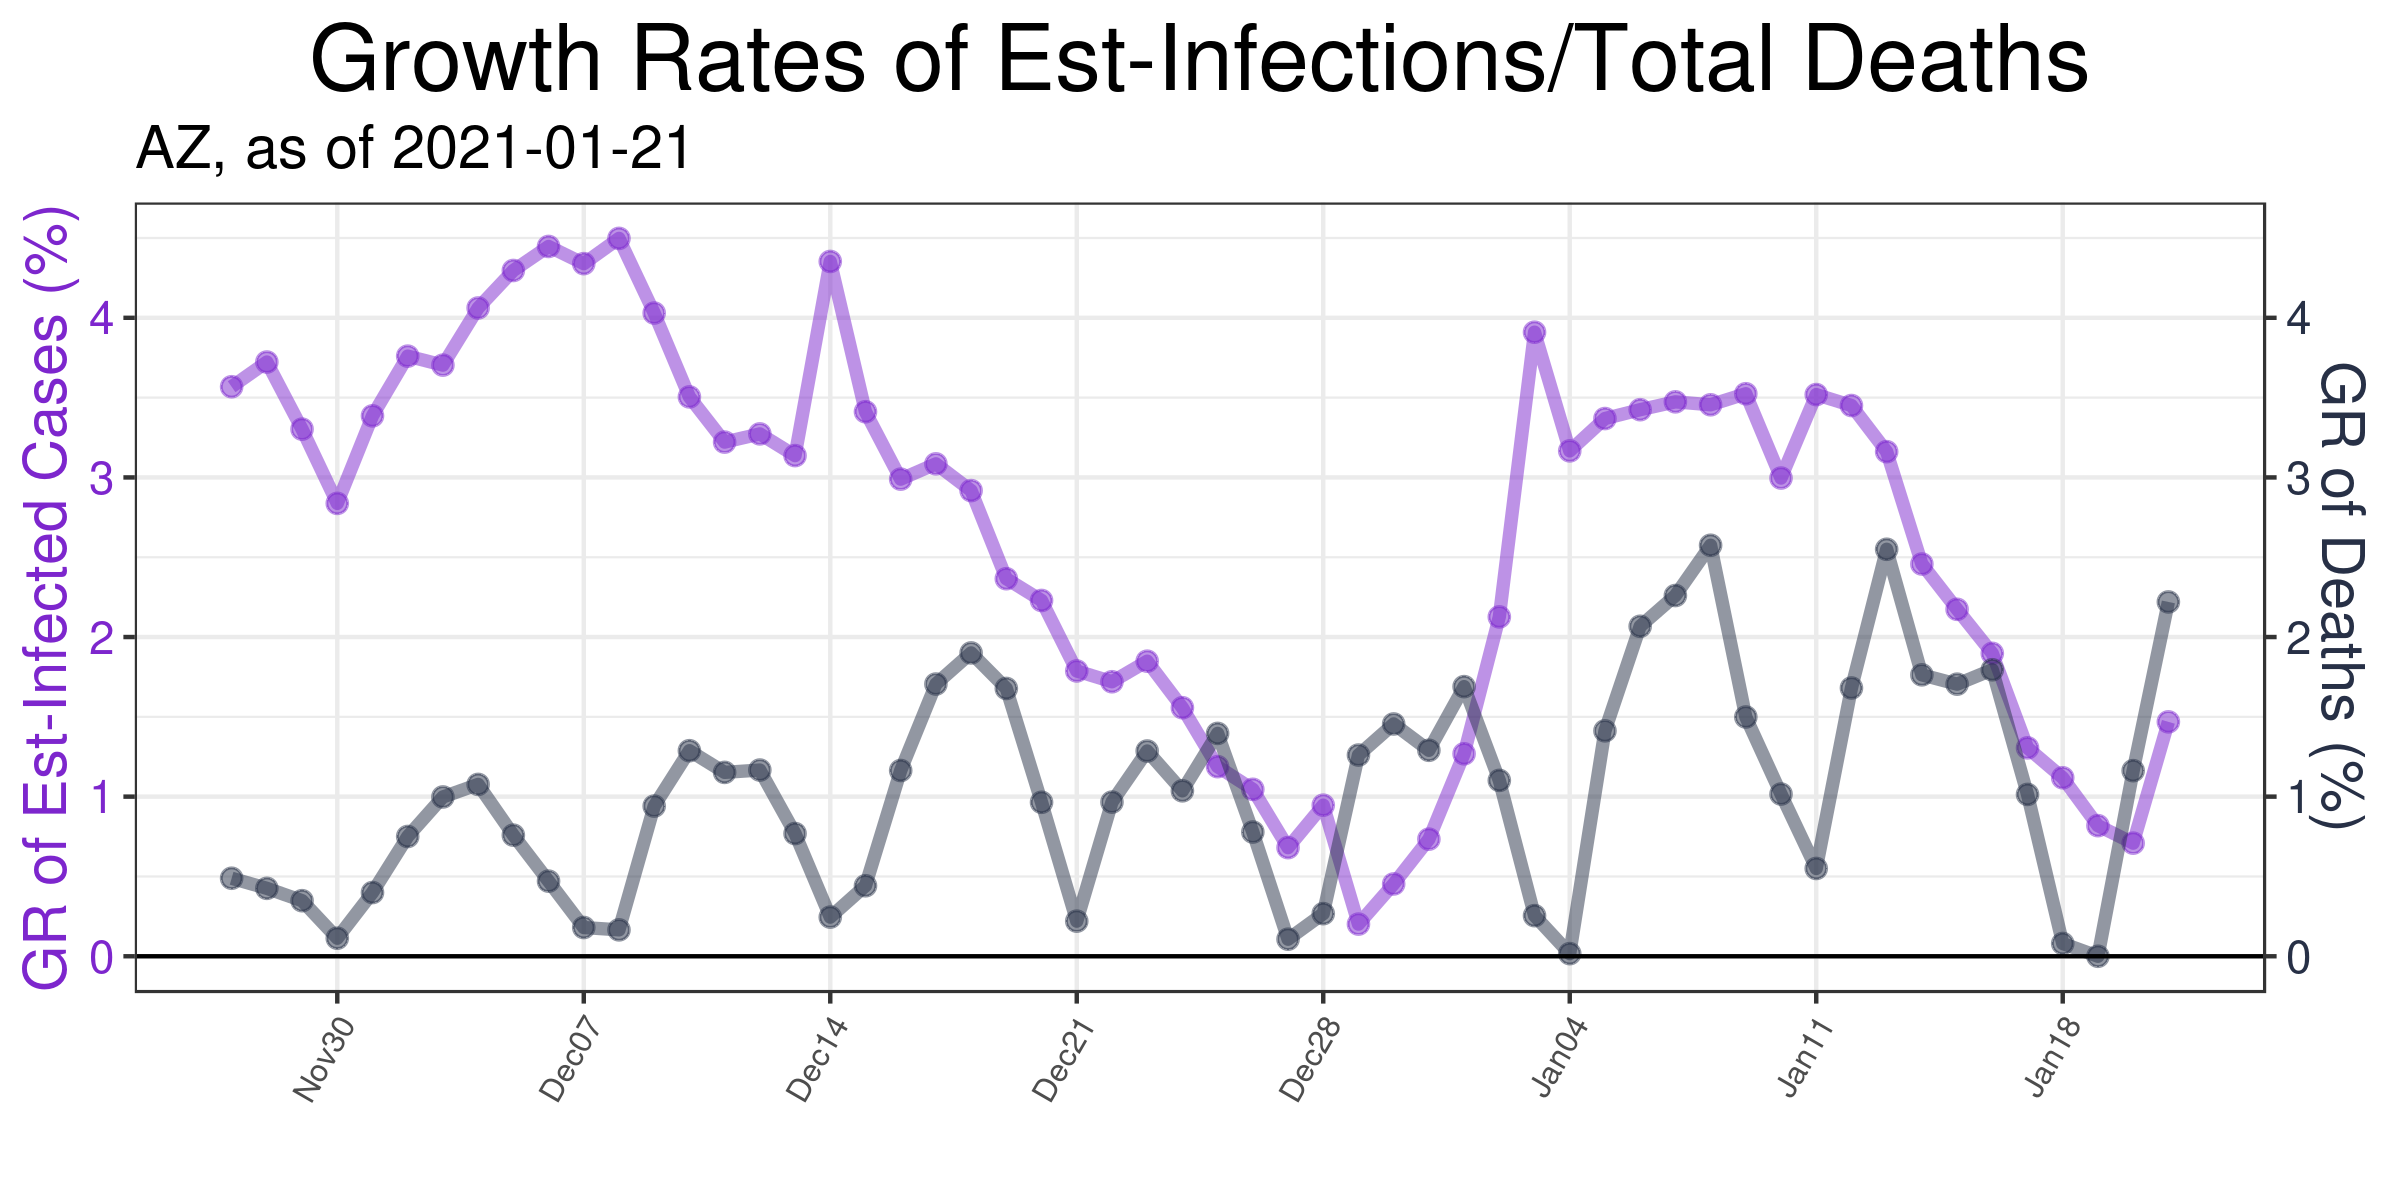 Growth Rates of Est-Infections/Total Deaths
AZ, as of 2021-01-21
GR of Est-Infected Cases (%)
4
3
2
1
0
4
3
2
1
0
GR of Deaths (%)
Nov30
Dec07
Dec14
Dec21
Dec28
Jan04
Jan11
Jan18